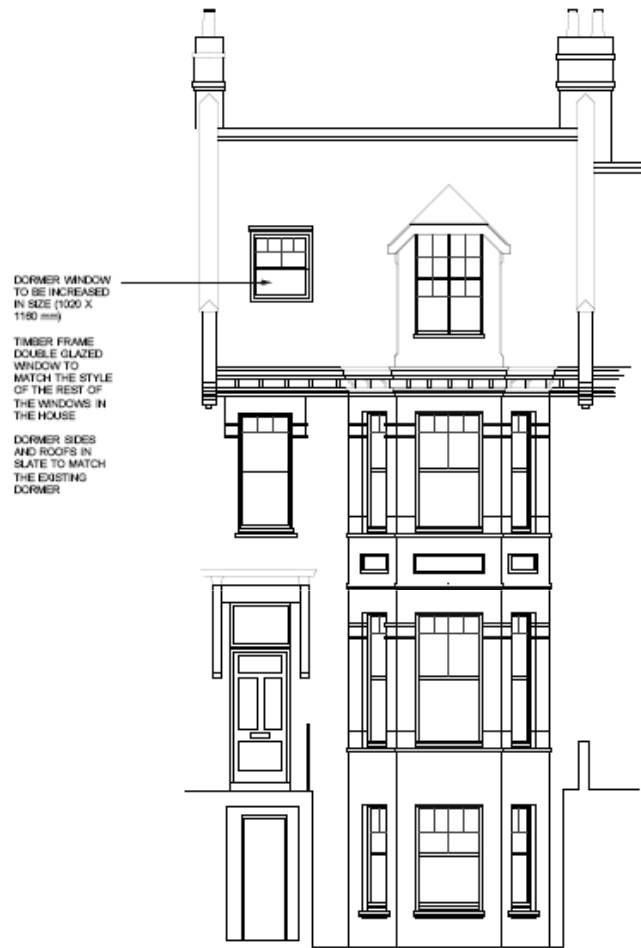 DORMER WINDOW
TO BE INCREASED
IN SIZE (1020 X
1180 mm)
TIMBER FRAME
DOUBLE GLAZED
WINDOW TO
MATCH THE STYLE
OF THE REST OF
THE WINDOWS IN
THE HOUSE
DORMER SIDES
AND ROOFS IN
SLATE TO MATCH
THE EXISTING
DORMER